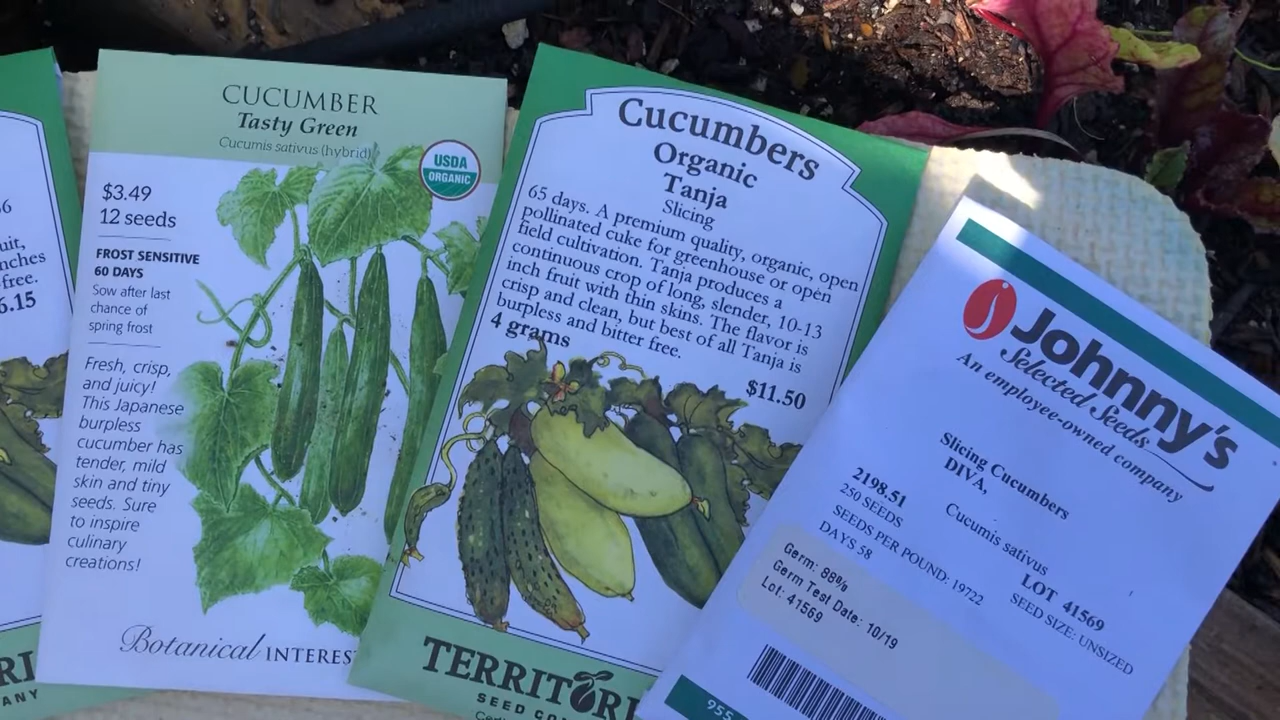 6
uit,
nches
-free.
6.15
RI
ANY
CUCUMBER
Tasty Green
Cucumis sativus (hybrid)
USDA
ORGANIC
$3.49
12 seeds
FROST SENSITIVE
60 DAYS
Sow after last
chance of
spring frost
Fresh, crisp,
and juicy!
This Japanese
burpless
cucumber has
tender, mild
skin and tiny
seeds. Sure
to inspire
culinary
creations!
Botanical INTEREST
Cucumbers
Organic
Tanja
Slicing
65 days. A premium quality, organic, open
pollinated cuke for greenhouse or open
field cultivation. Tanja produces a
continuous crop of long, slender, 10-13
inch fruit with thin skins. The flavor is
crisp and clean, but best of all Tanja is
burpless and bitter free.
4 grams
$11.50
TERRITORI
SEED COM
Johnny's
Selected Seeds
An employee-owned company
Slicing Cucumbers
DIVA,
Cucumis sativus
2198.51
250 SEEDS
LOT 41569
SEEDS PER POUND: 19722
SEED SIZE: UNSIZED
DAYS 58
Germ: 88%
Germ Test Date: 10/19
Lot: 41569
955